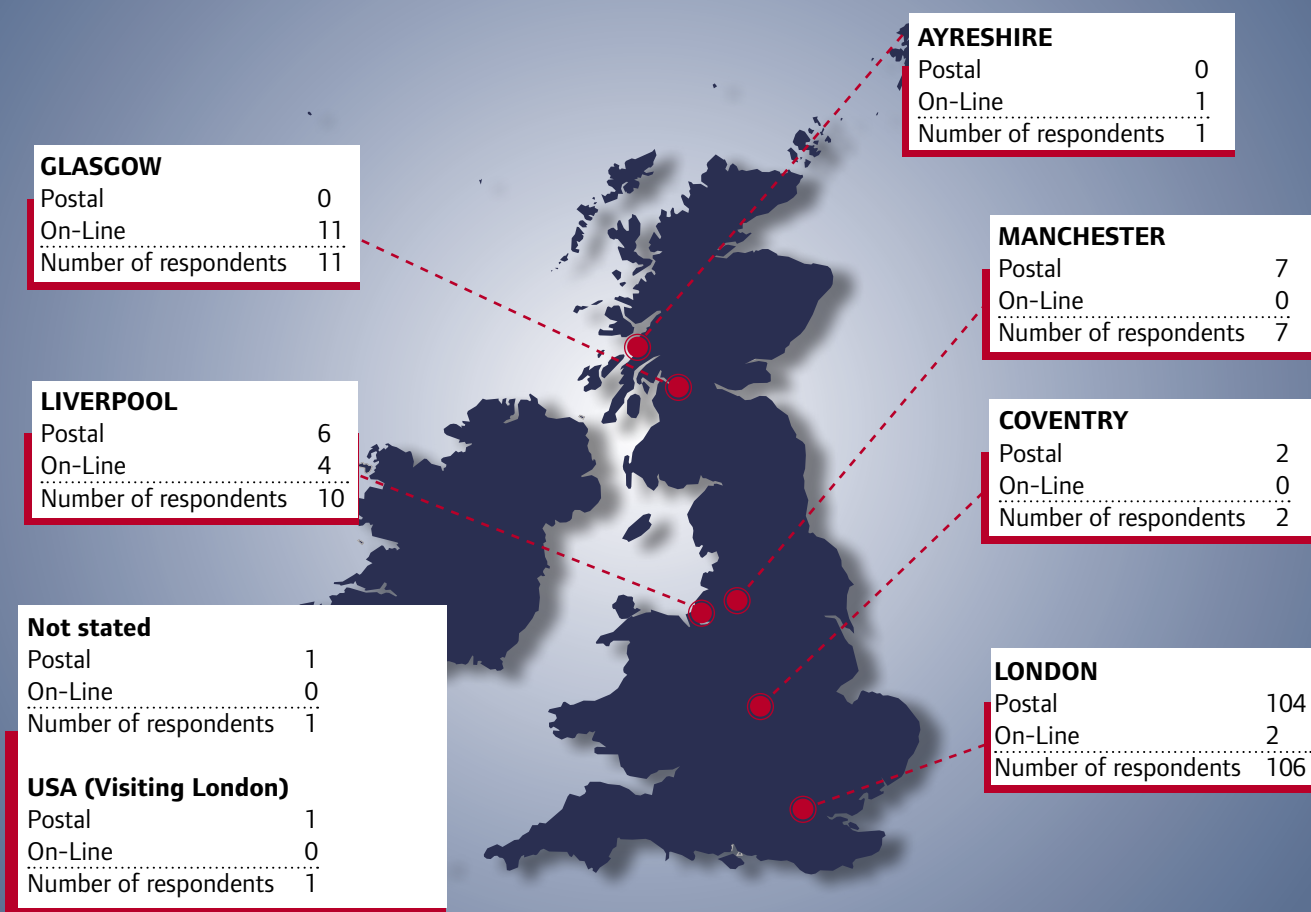 AYRESHIRE
Postal 0
On-Line 1
Number of respondents 1
GLASGOW
Postal 0
On-Line 11
Number of respondents 11
MANCHESTER
Postal 7
On-Line 0
Number of respondents 7
LIVERPOOL
Postal 6
On-Line 4
Number of respondents 10
COVENTRY
Postal 2
On-Line 0
Number of respondents 2
Not stated
Postal 1
On-Line 0
Number of respondents 1
USA (Visiting London)
Postal 1
On-Line 0
Number of respondents 1
LONDON
Postal 104
On-Line 2
Number of respondents 106